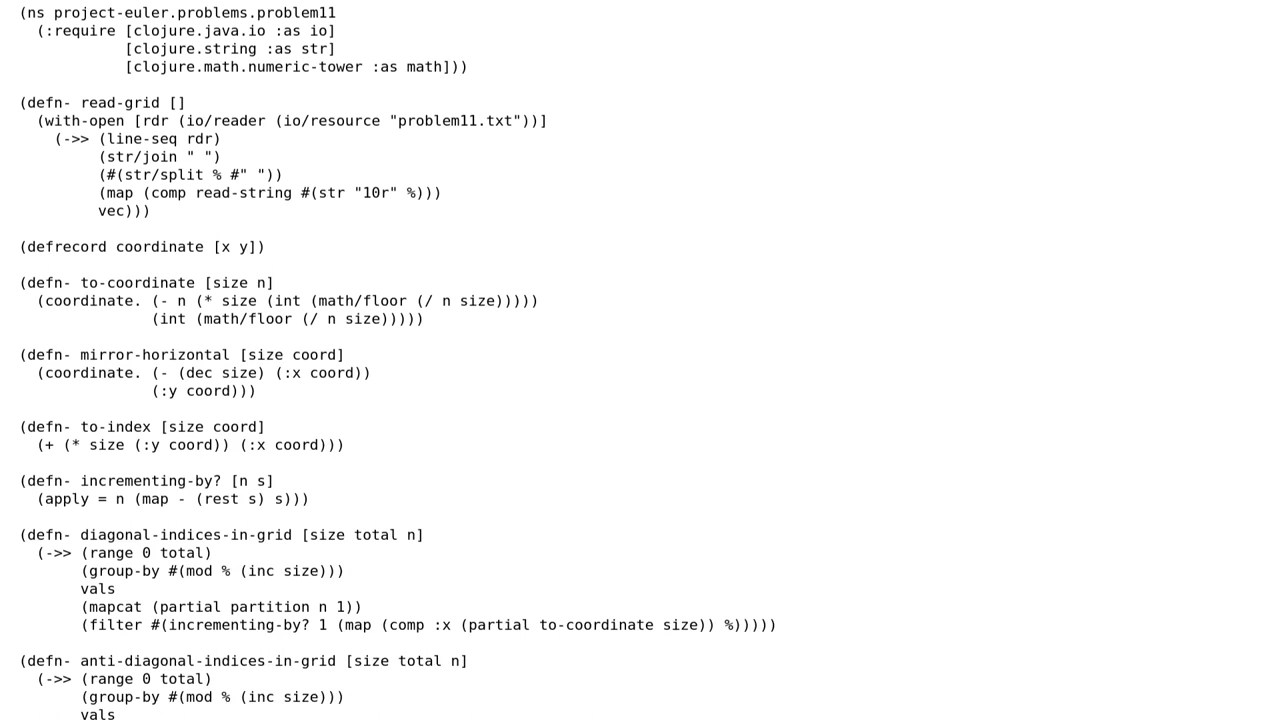 (ns project-euler.problems.problem11
  (:require [clojure.java.io :as io]
            [clojure.string :as str]
            [clojure.math.numeric-tower :as math]))

(defn- read-grid []
  (with-open [rdr (io/reader (io/resource "problem11.txt"))]
    (->> (line-seq rdr)
         (str/join " ")
         (#(str/split % #" "))
         (map (comp read-string #(str "10r" %)))
         vec)))

(defrecord coordinate [x y])

(defn- to-coordinate [size n]
  (coordinate. (- n (* size (int (math/floor (/ n size)))))
               (int (math/floor (/ n size)))))

(defn- mirror-horizontal [size coord]
  (coordinate. (- (dec size) (:x coord))
               (:y coord)))

(defn- to-index [size coord]
  (+ (* size (:y coord)) (:x coord)))

(defn- incrementing-by? [n s]
  (apply = n (map - (rest s) s)))

(defn- diagonal-indices-in-grid [size total n]
  (->> (range 0 total)
       (group-by #(mod % (inc size)))
       vals
       (mapcat (partial partition n 1))
       (filter #(incrementing-by? 1 (map (comp :x (partial to-coordinate size)) %)))))

(defn- anti-diagonal-indices-in-grid [size total n]
  (->> (range 0 total)
       (group-by #(mod % (inc size)))
       vals